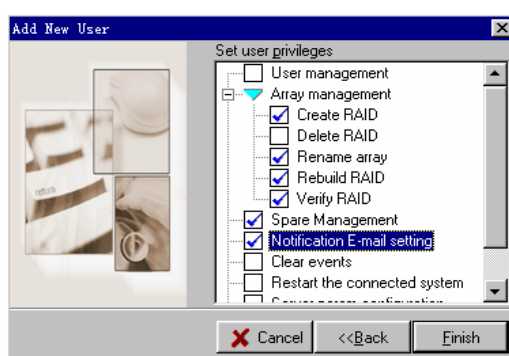 Add New User
Set user privileges
User management
Array management
Create RAID
Delete RAID
Rename array
Rebuild RAID
Verify RAID
Spare Management
Notification E-mail setting
Clear events
Restart the connected system
return
Cancel
<<Back
Finish